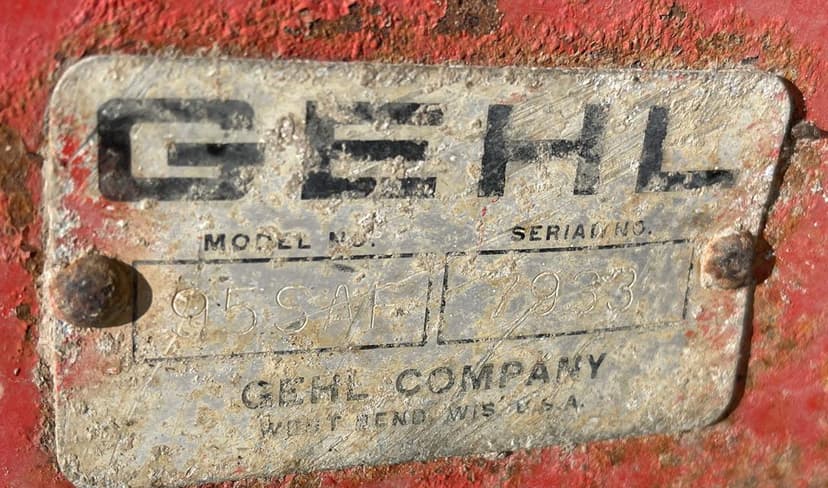 GEHL
MODEL NO. SERIAL NO.
95SAF 7933
GEHL COMPANY
WEST BEND, WIS U.S.A.